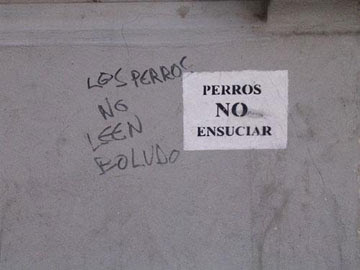 LOS PERROS
NO
LEEN
BOLUDO
PERROS
NO
ENSUCIAR